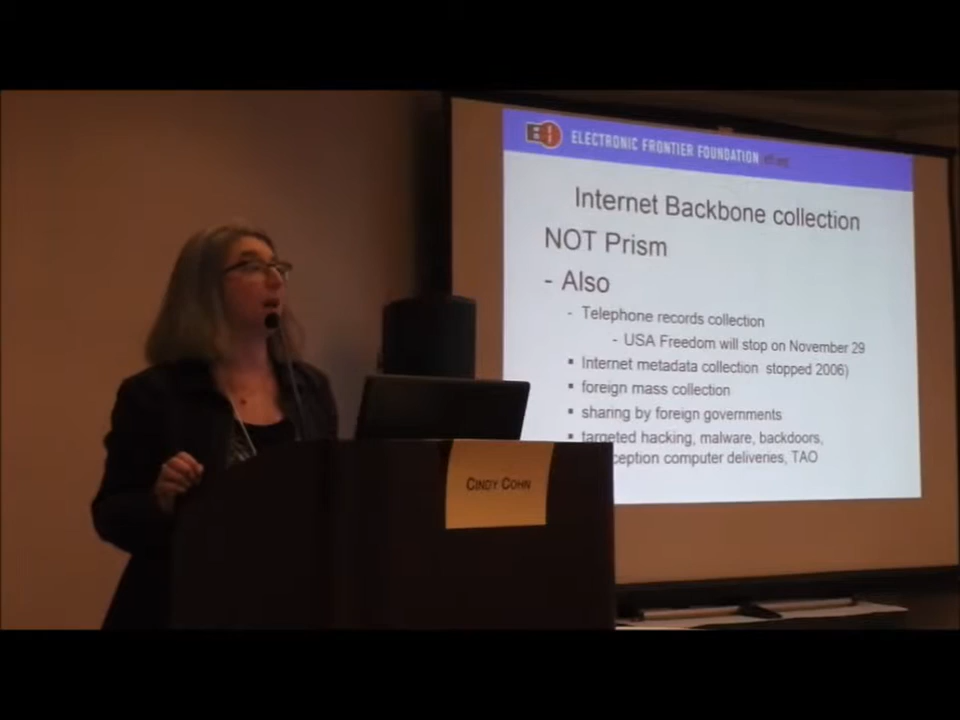 ELECTRONIC FRONTIER FOUNDATION
Internet Backbone collection
NOT Prism
- Also
- Telephone records collection
- USA Freedom will stop on November 29
▪ Internet metadata collection stopped 2006)
▪ foreign mass collection
▪ sharing by foreign governments
▪ targeted hacking, malware, backdoors,
computer deliveries, TAO
CINDY COHN